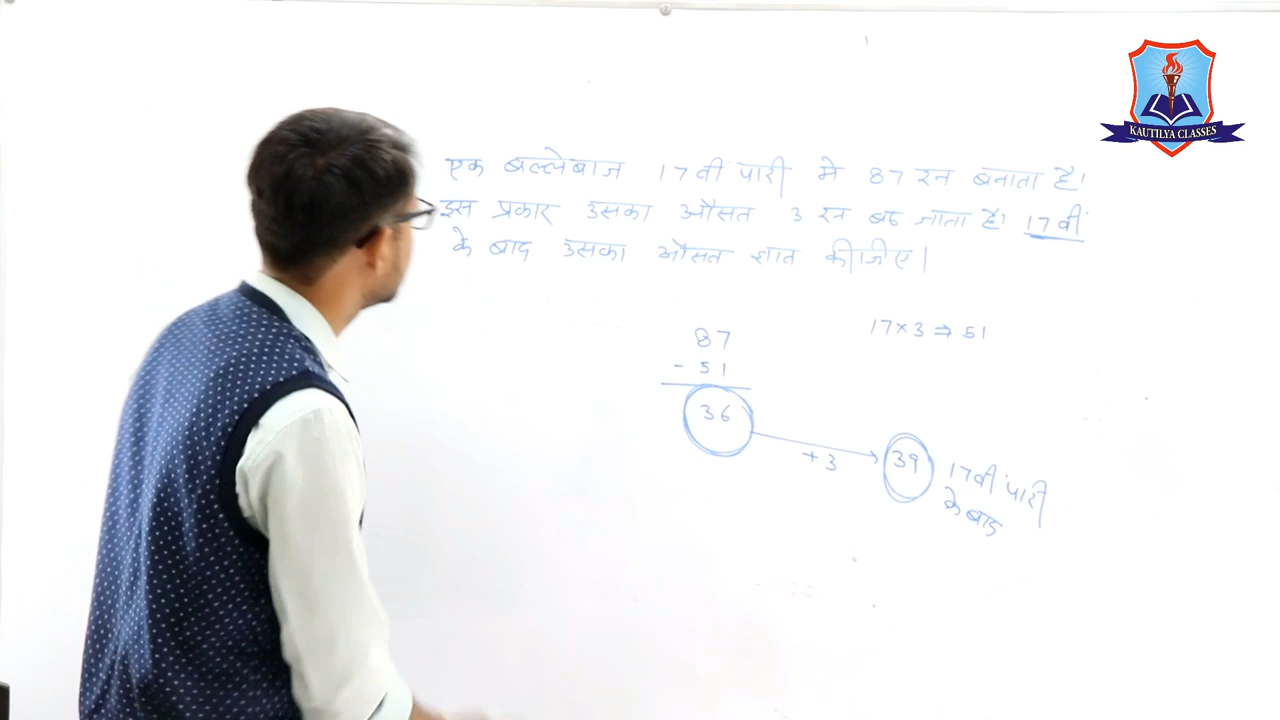 KAUTILYA CLASSES
एक बल्लेबाज 17वीं पारी मे 87 रन बनाता है।
इस प्रकार उसका औसत 3 रन बढ जाता है। 17वीं
के बाद उसका औसत ज्ञात कीजिए।
17×3 ⇒ 51
87
- 51
36
+3
39
17वीं पारी
के बाद